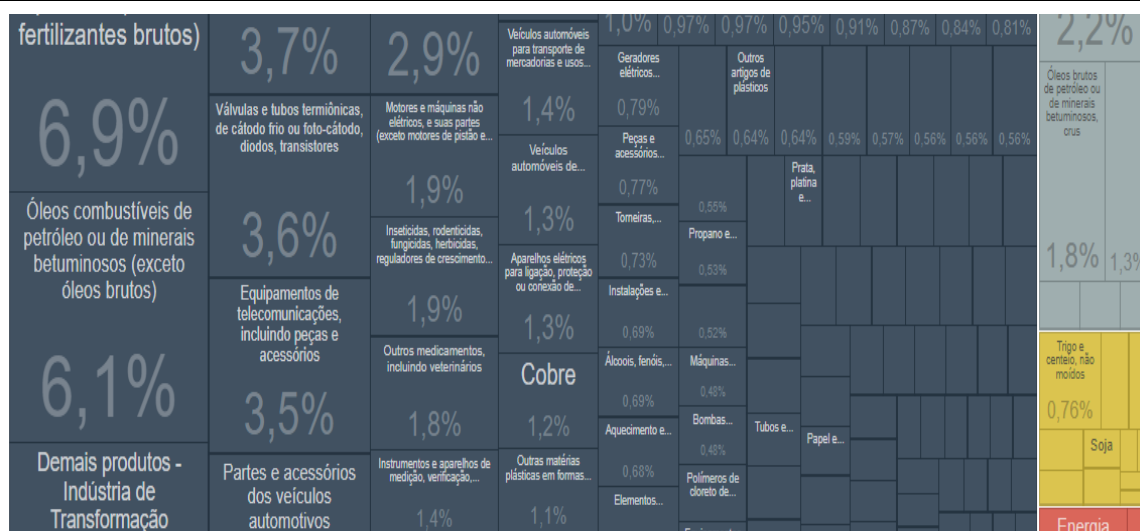 fertilizantes brutos)
6,9%
Óleos combustíveis de
petróleo ou de minerais
betuminosos (exceto
óleos brutos)
6,1%
Demais produtos -
Indústria de
Transformação
3,7%
Válvulas e tubos termiônicas,
de cátodo frio ou foto-cátodo,
diodos, transistores
3,6%
Equipamentos de
telecomunicações,
incluindo peças e
acessórios
3,5%
Partes e acessórios
dos veículos
automotivos
2,9%
Motores e máquinas não
elétricos, e suas partes
(exceto motores de pistão e...
1,9%
Inseticidas, rodenticidas,
fungicidas, herbicidas,
reguladores de crescimento...
1,9%
Outros medicamentos,
incluindo veterinários
1,8%
Instrumentos e aparelhos de
medição, verificação,...
1,4%
Veículos automóveis
para transporte de
mercadorias e usos...
1,4%
Veículos
automóveis de...
1,3%
Aparelhos elétricos
para ligação, proteção
ou conexão de...
1,3%
Cobre
1,2%
Outras matérias
plásticas em formas...
1,1%
1,0% 0,97% 0,97% 0,95% 0,91% 0,87% 0,84% 0,81%
Geradores
elétricos...
0,79%
Peças e
acessórios...
0,77%
Torneiras,...
0,73%
Instalações e...
0,69%
Álcoois, fenóis,...
0,69%
Aquecimento e...
0,68%
Elementos...
Outros
artigos de
plásticos
0,65% 0,64% 0,64% 0,59% 0,57% 0,56% 0,56% 0,56%
Prata,
platina
e...
0,55%
Propano e...
0,53%
0,52%
Máquinas...
0,48%
Bombas...
0,48%
Polímeros de
cloreto de...
Tubos e...
Papel e...
2,2%
Óleos brutos
de petróleo ou
de minerais
betuminosos,
crus
1,8% 1,3%
Trigo e
centeio, não
moídos
0,76%
Soja
Energia